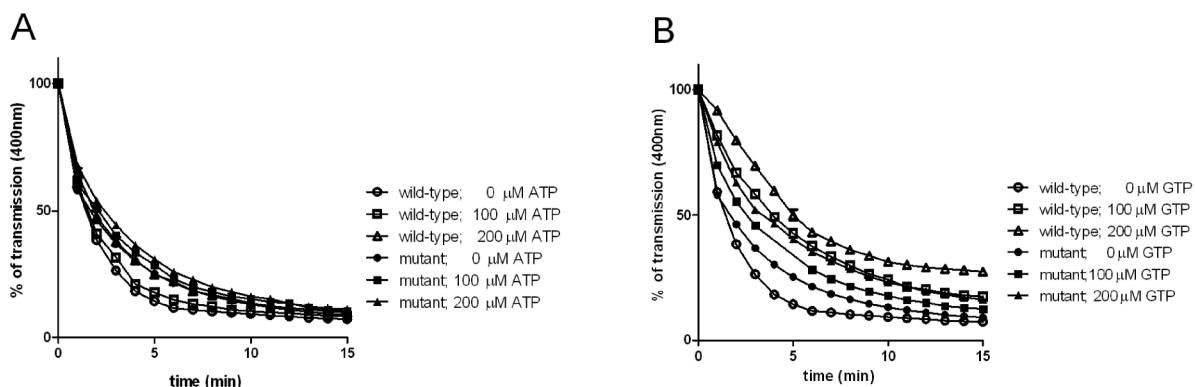 A
% of transmission (400nm)
100
50
0
0
5
10
15
time (min)
wild-type; 0 µM ATP
wild-type; 100 µM ATP
wild-type; 200 µM ATP
mutant; 0 µM ATP
mutant; 100 µM ATP
mutant; 200 µM ATP
B
% of transmission (400nm)
100
50
0
0
5
10
15
time (min)
wild-type; 0 µM GTP
wild-type; 100 µM GTP
wild-type; 200 µM GTP
mutant; 0 µM GTP
mutant; 100 µM GTP
mutant; 200 µM GTP